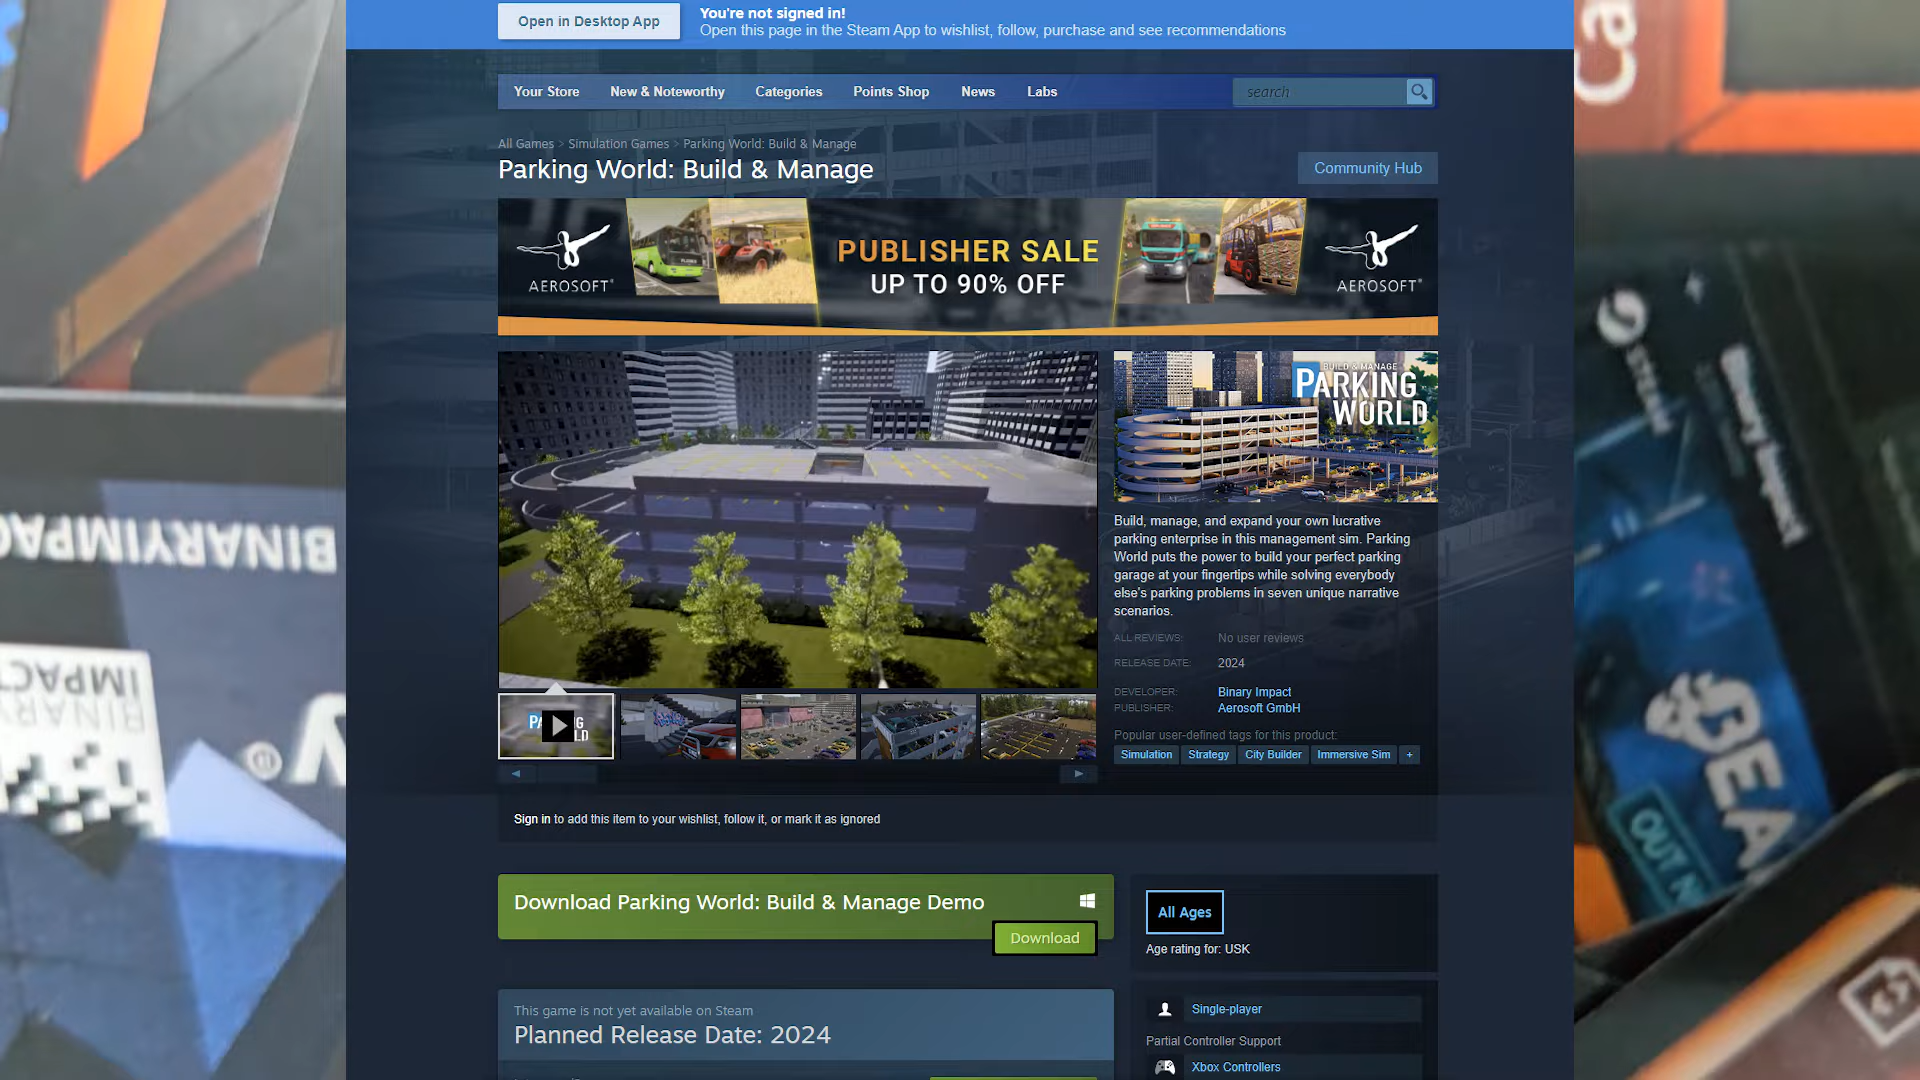 Open in Desktop App
You're not signed in!
Open this page in the Steam App to wishlist, follow, purchase and see recommendations
Your Store
New & Noteworthy
Categories
Points Shop
News
Labs
search
All Games > Simulation Games > Parking World: Build & Manage
Parking World: Build & Manage
Community Hub
AEROSOFT
PUBLISHER SALE
UP TO 90% OFF
AEROSOFT
BUILD & MANAGE
PARKING
WORLD
Build, manage, and expand your own lucrative
parking enterprise in this management sim. Parking
World puts the power to build your perfect parking
garage at your fingertips while solving everybody
else's parking problems in seven unique narrative
scenarios.
ALL REVIEWS: No user reviews
RELEASE DATE: 2024
DEVELOPER: Binary Impact
PUBLISHER: Aerosoft GmbH
Popular user-defined tags for this product:
Simulation
Strategy
City Builder
Immersive Sim
+
Sign in to add this item to your wishlist, follow it, or mark it as ignored
Download Parking World: Build & Manage Demo
Download
This game is not yet available on Steam
Planned Release Date: 2024
All Ages
Age rating for: USK
Single-player
Partial Controller Support
Xbox Controllers
BINARYIMPAC
BINARY
IMPACT
Ca
STEAM
OUT N